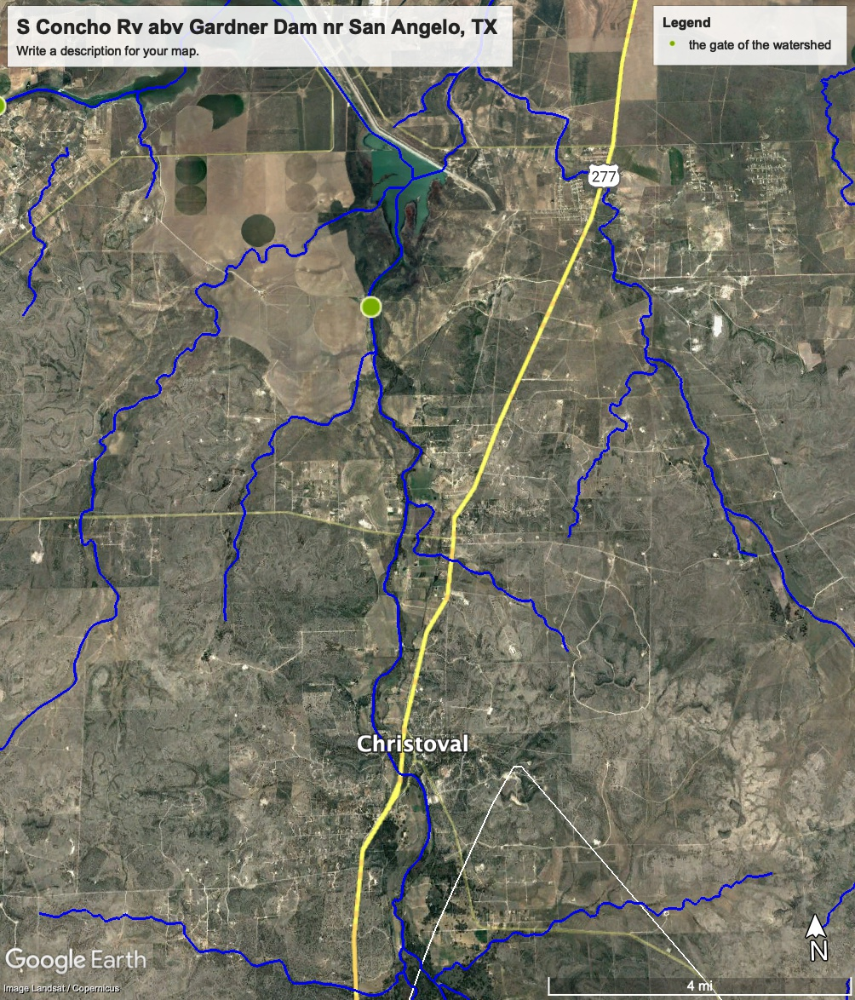 S Concho Rv abv Gardner Dam nr San Angelo, TX
Write a description for your map.
Legend
the gate of the watershed
277
Christoval
N
Google Earth
4 mi
Image Landsat / Copernicus